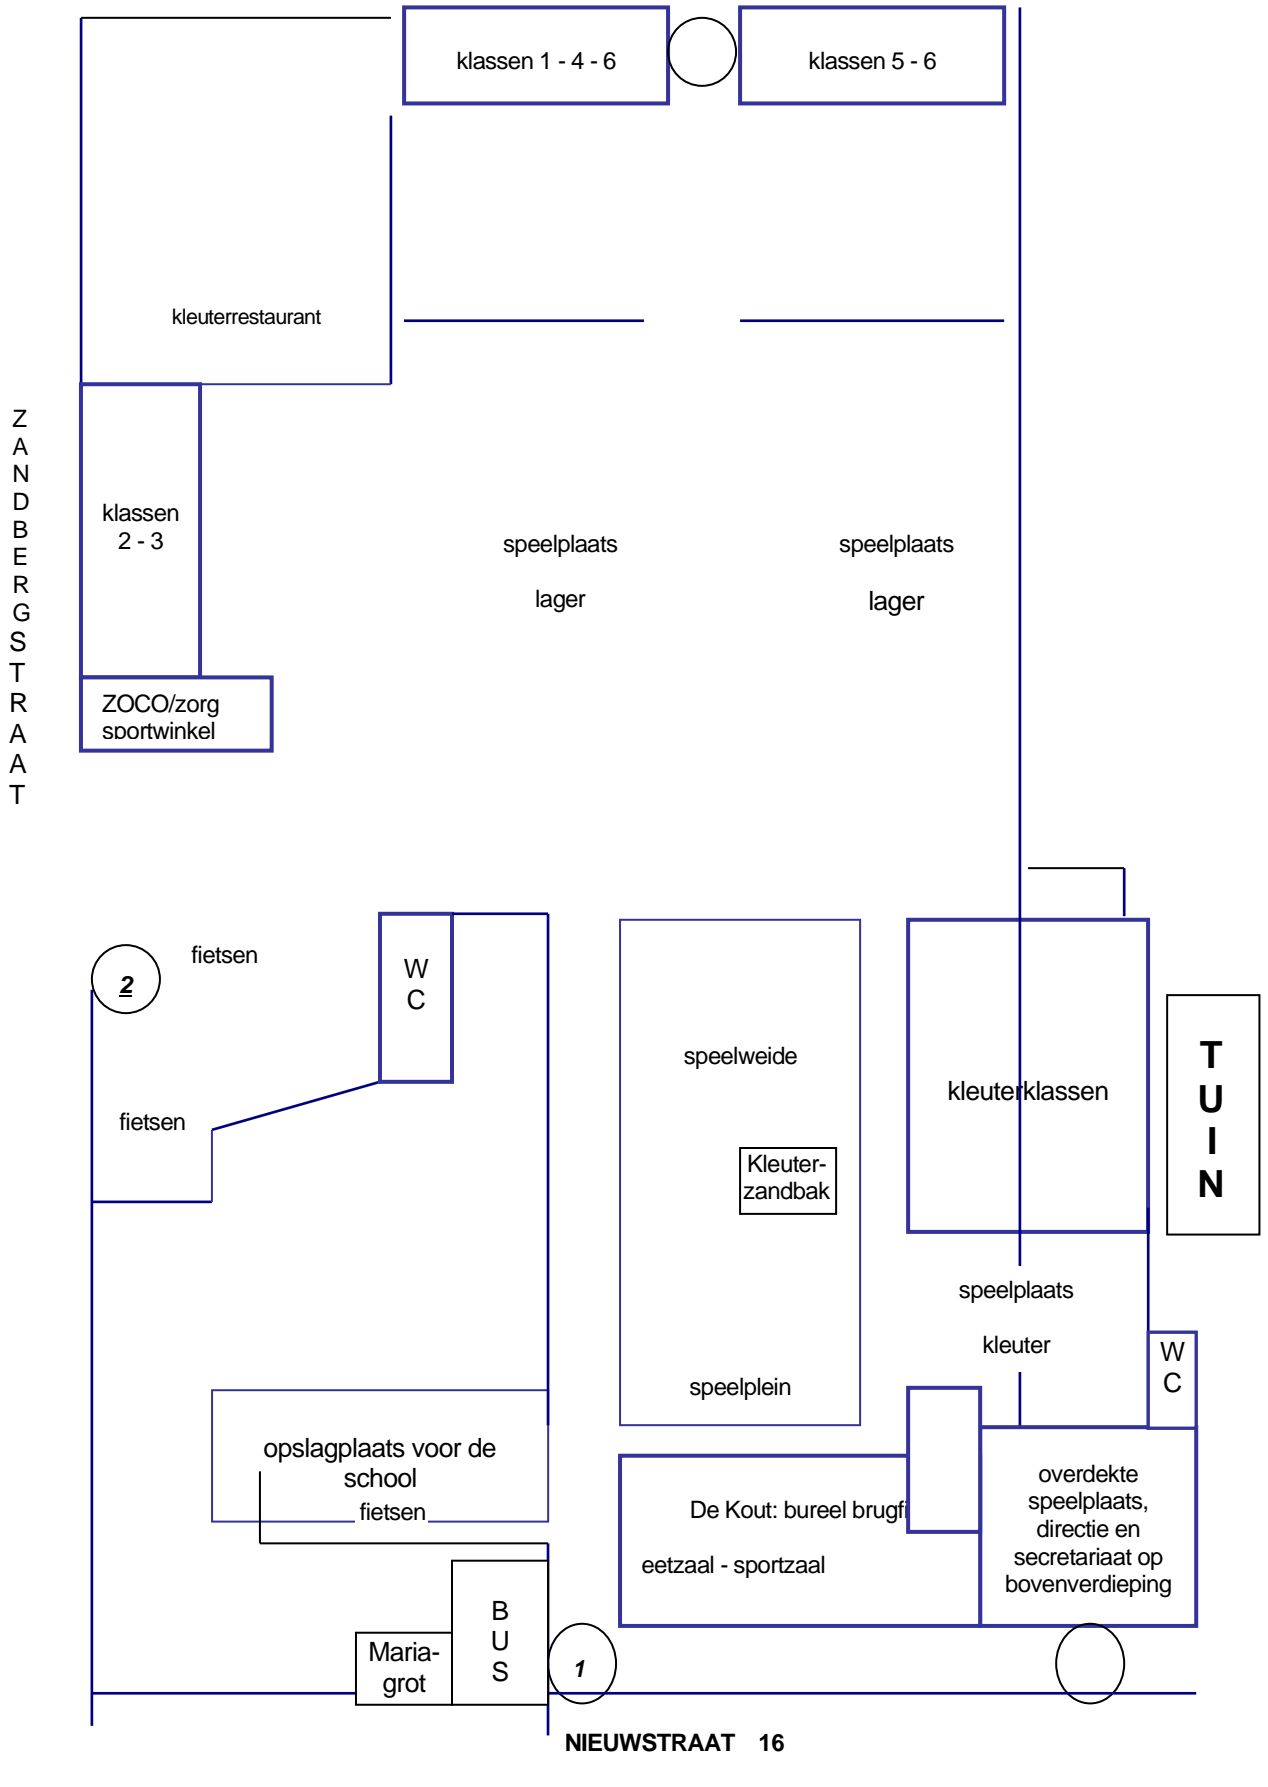 klassen 1 - 4 - 6
klassen 5 - 6
kleuterrestaurant
Z
A
N
D
B
E
R
G
S
T
R
A
A
T
klassen
2 - 3
speelplaats
lager
speelplaats
lager
ZOCO/zorg
sportwinkel
2
fietsen
W
C
fietsen
speelweide
Kleuter-
zandbak
speelplein
kleuterklassen
T
U
I
N
speelplaats
kleuter
W
C
opslagplaats voor de
school
fietsen
De Kout: bureel brugfi
eetzaal - sportzaal
overdekte
speelplaats,
directie en
secretariaat op
bovenverdieping
B
U
S
Maria-
grot
1
NIEUWSTRAAT 16